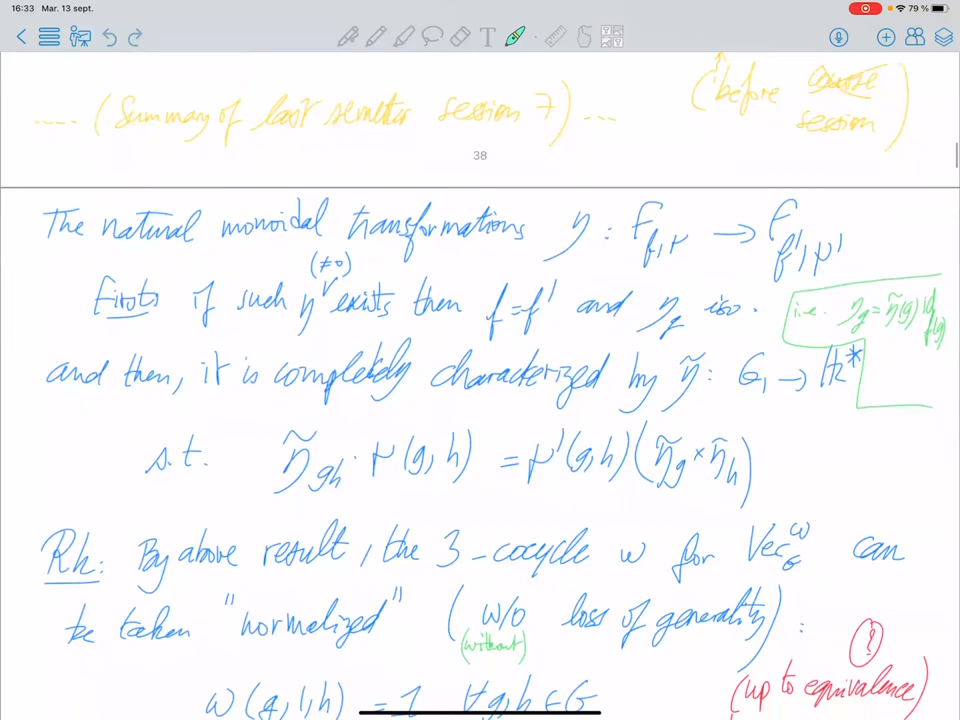 16:33 Mar. 13 sept. 79 %
(before course
..... (Summary of last semester session 7) ... session)
38
The natural monoidal transformations η : F_{f,μ} → F_{f',μ'}
(≠0)
First if such η exists then f = f' and η_g iso. i.e. η_g = η̃(g) id_{f(g)}
and then, it is completely characterized by η̃ : G_1 → k*
s.t. η̃_{gh} · μ(g,h) = μ'(g,h) (η̃_g × η̃_h)
Rk: By above result, the 3-cocycle ω for Vec_G^ω can
be taken "normalized" (w/o loss of generality) :
(without)
(?)
ω(g,1,h) = 1 ∀g,h ∈ G (up to equivalence)